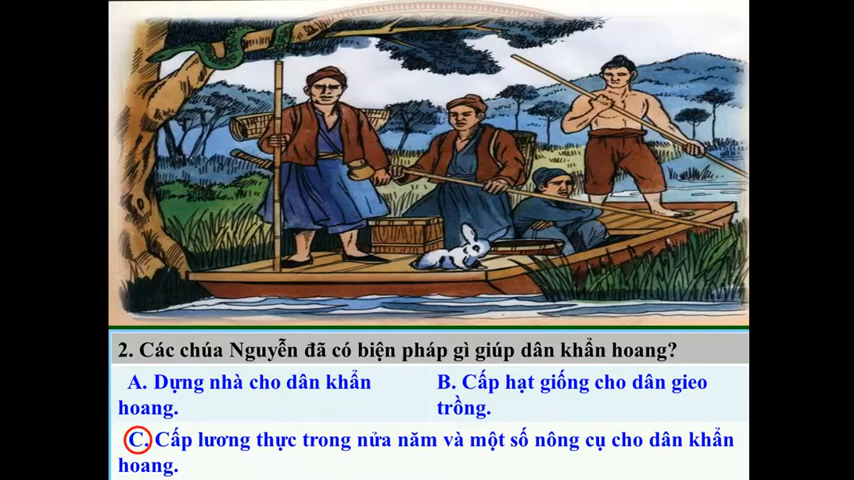 2. Các chúa Nguyễn đã có biện pháp gì giúp dân khẩn hoang?
A. Dựng nhà cho dân khẩn
hoang.
B. Cấp hạt giống cho dân gieo
trồng.
C. Cấp lương thực trong nửa năm và một số nông cụ cho dân khẩn
hoang.